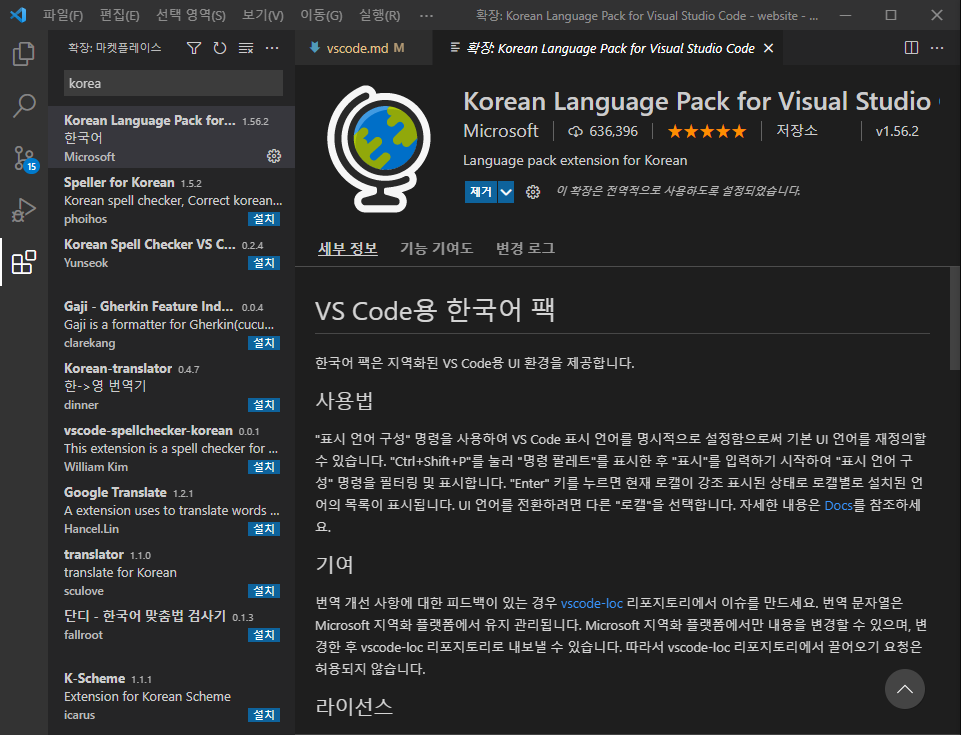 파일(F) 편집(E) 선택 영역(S) 보기(V) 이동(G) 실행(R) ··· 확장: Korean Language Pack for Visual Studio Code - website - ...
확장: 마켓플레이스
korea
Korean Language Pack for... 1.56.2
한국어
Microsoft
Speller for Korean 1.5.2
Korean spell checker, Correct korean...
phoihos 설치
Korean Spell Checker VS C... 0.2.4
Yunseok 설치
Gaji - Gherkin Feature Ind... 0.0.4
Gaji is a formatter for Gherkin(cucu...
clarekang 설치
Korean-translator 0.4.7
한->영 번역기
dinner 설치
vscode-spellchecker-korean 0.0.1
This extension is a spell checker for ...
William Kim 설치
Google Translate 1.2.1
A extension uses to translate words ...
Hancel.Lin 설치
translator 1.1.0
translate for Korean
sculove 설치
단디 - 한국어 맞춤법 검사기 0.1.3
fallroot 설치
K-Scheme 1.1.1
Extension for Korean Scheme
icarus 설치
15
vscode.md M 확장: Korean Language Pack for Visual Studio Code
Korean Language Pack for Visual Studio
Microsoft 636,396 ★★★★★ 저장소 v1.56.2
Language pack extension for Korean
제거 이 확장은 전역적으로 사용하도록 설정되었습니다.
세부 정보 기능 기여도 변경 로그
VS Code용 한국어 팩
한국어 팩은 지역화된 VS Code용 UI 환경을 제공합니다.
사용법
"표시 언어 구성" 명령을 사용하여 VS Code 표시 언어를 명시적으로 설정함으로써 기본 UI 언어를 재정의할
수 있습니다. "Ctrl+Shift+P"를 눌러 "명령 팔레트"를 표시한 후 "표시"를 입력하기 시작하여 "표시 언어 구
성" 명령을 필터링 및 표시합니다. "Enter" 키를 누르면 현재 로캘이 강조 표시된 상태로 로캘별로 설치된 언
어의 목록이 표시됩니다. UI 언어를 전환하려면 다른 "로캘"을 선택합니다. 자세한 내용은 Docs를 참조하세
요.
기여
번역 개선 사항에 대한 피드백이 있는 경우 vscode-loc 리포지토리에서 이슈를 만드세요. 번역 문자열은
Microsoft 지역화 플랫폼에서 유지 관리됩니다. Microsoft 지역화 플랫폼에서만 내용을 변경할 수 있으며, 변
경한 후 vscode-loc 리포지토리로 내보낼 수 있습니다. 따라서 vscode-loc 리포지토리에서 끌어오기 요청은
허용되지 않습니다.
라이선스